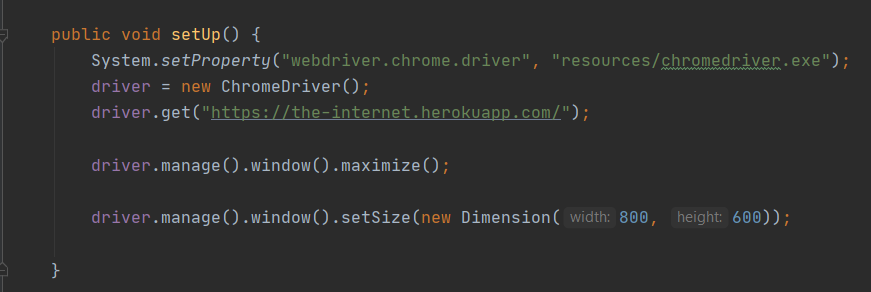 public void setUp() {
System.setProperty("webdriver.chrome.driver", "resources/chromedriver.exe");
driver = new ChromeDriver();
driver.get("https://the-internet.herokuapp.com/");
driver.manage().window().maximize();
driver.manage().window().setSize(new Dimension( width: 800, height: 600));
}